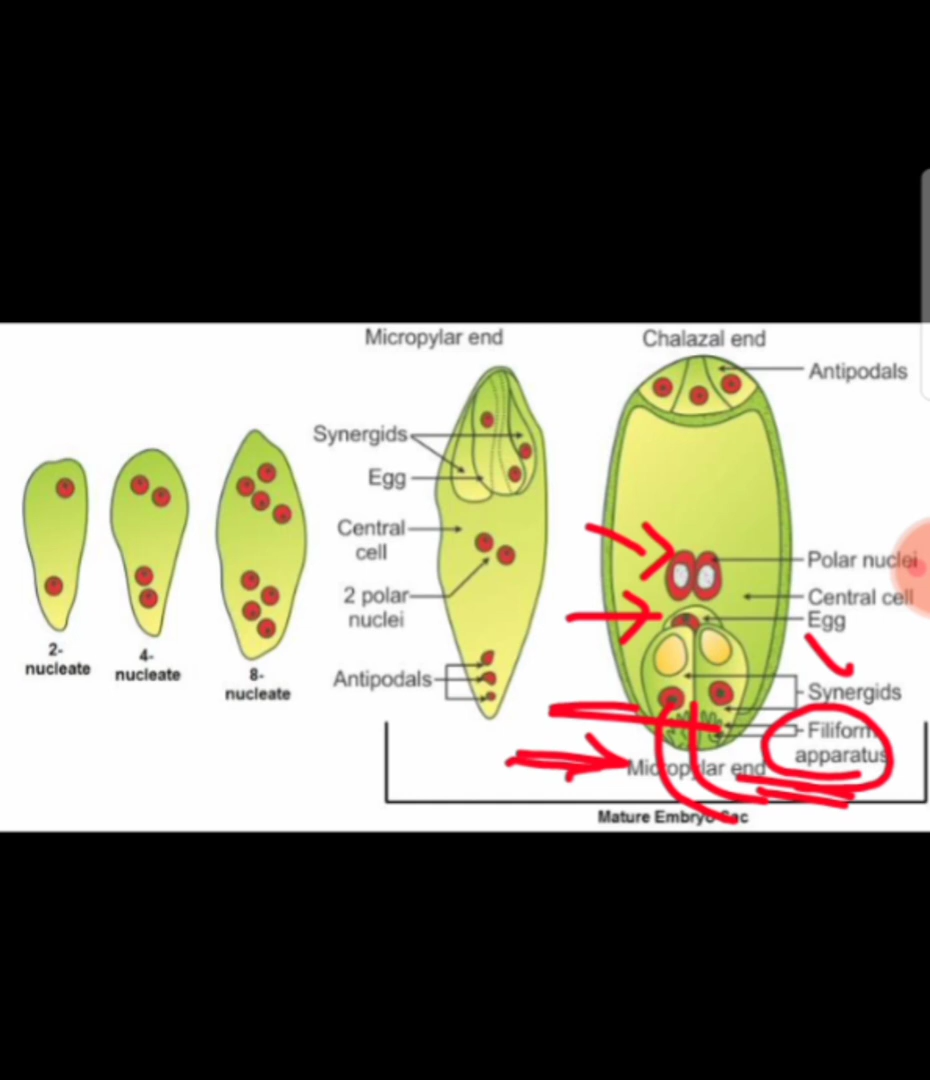 Micropylar end
Chalazal end
Antipodals
Synergids
Egg
Central
cell
2 polar
nuclei
Antipodals
Polar nuclei
Central cell
Egg
Synergids
Filiform
apparatus
Micropylar end
2-
nucleate
4-
nucleate
8-
nucleate
Mature Embryo Sac